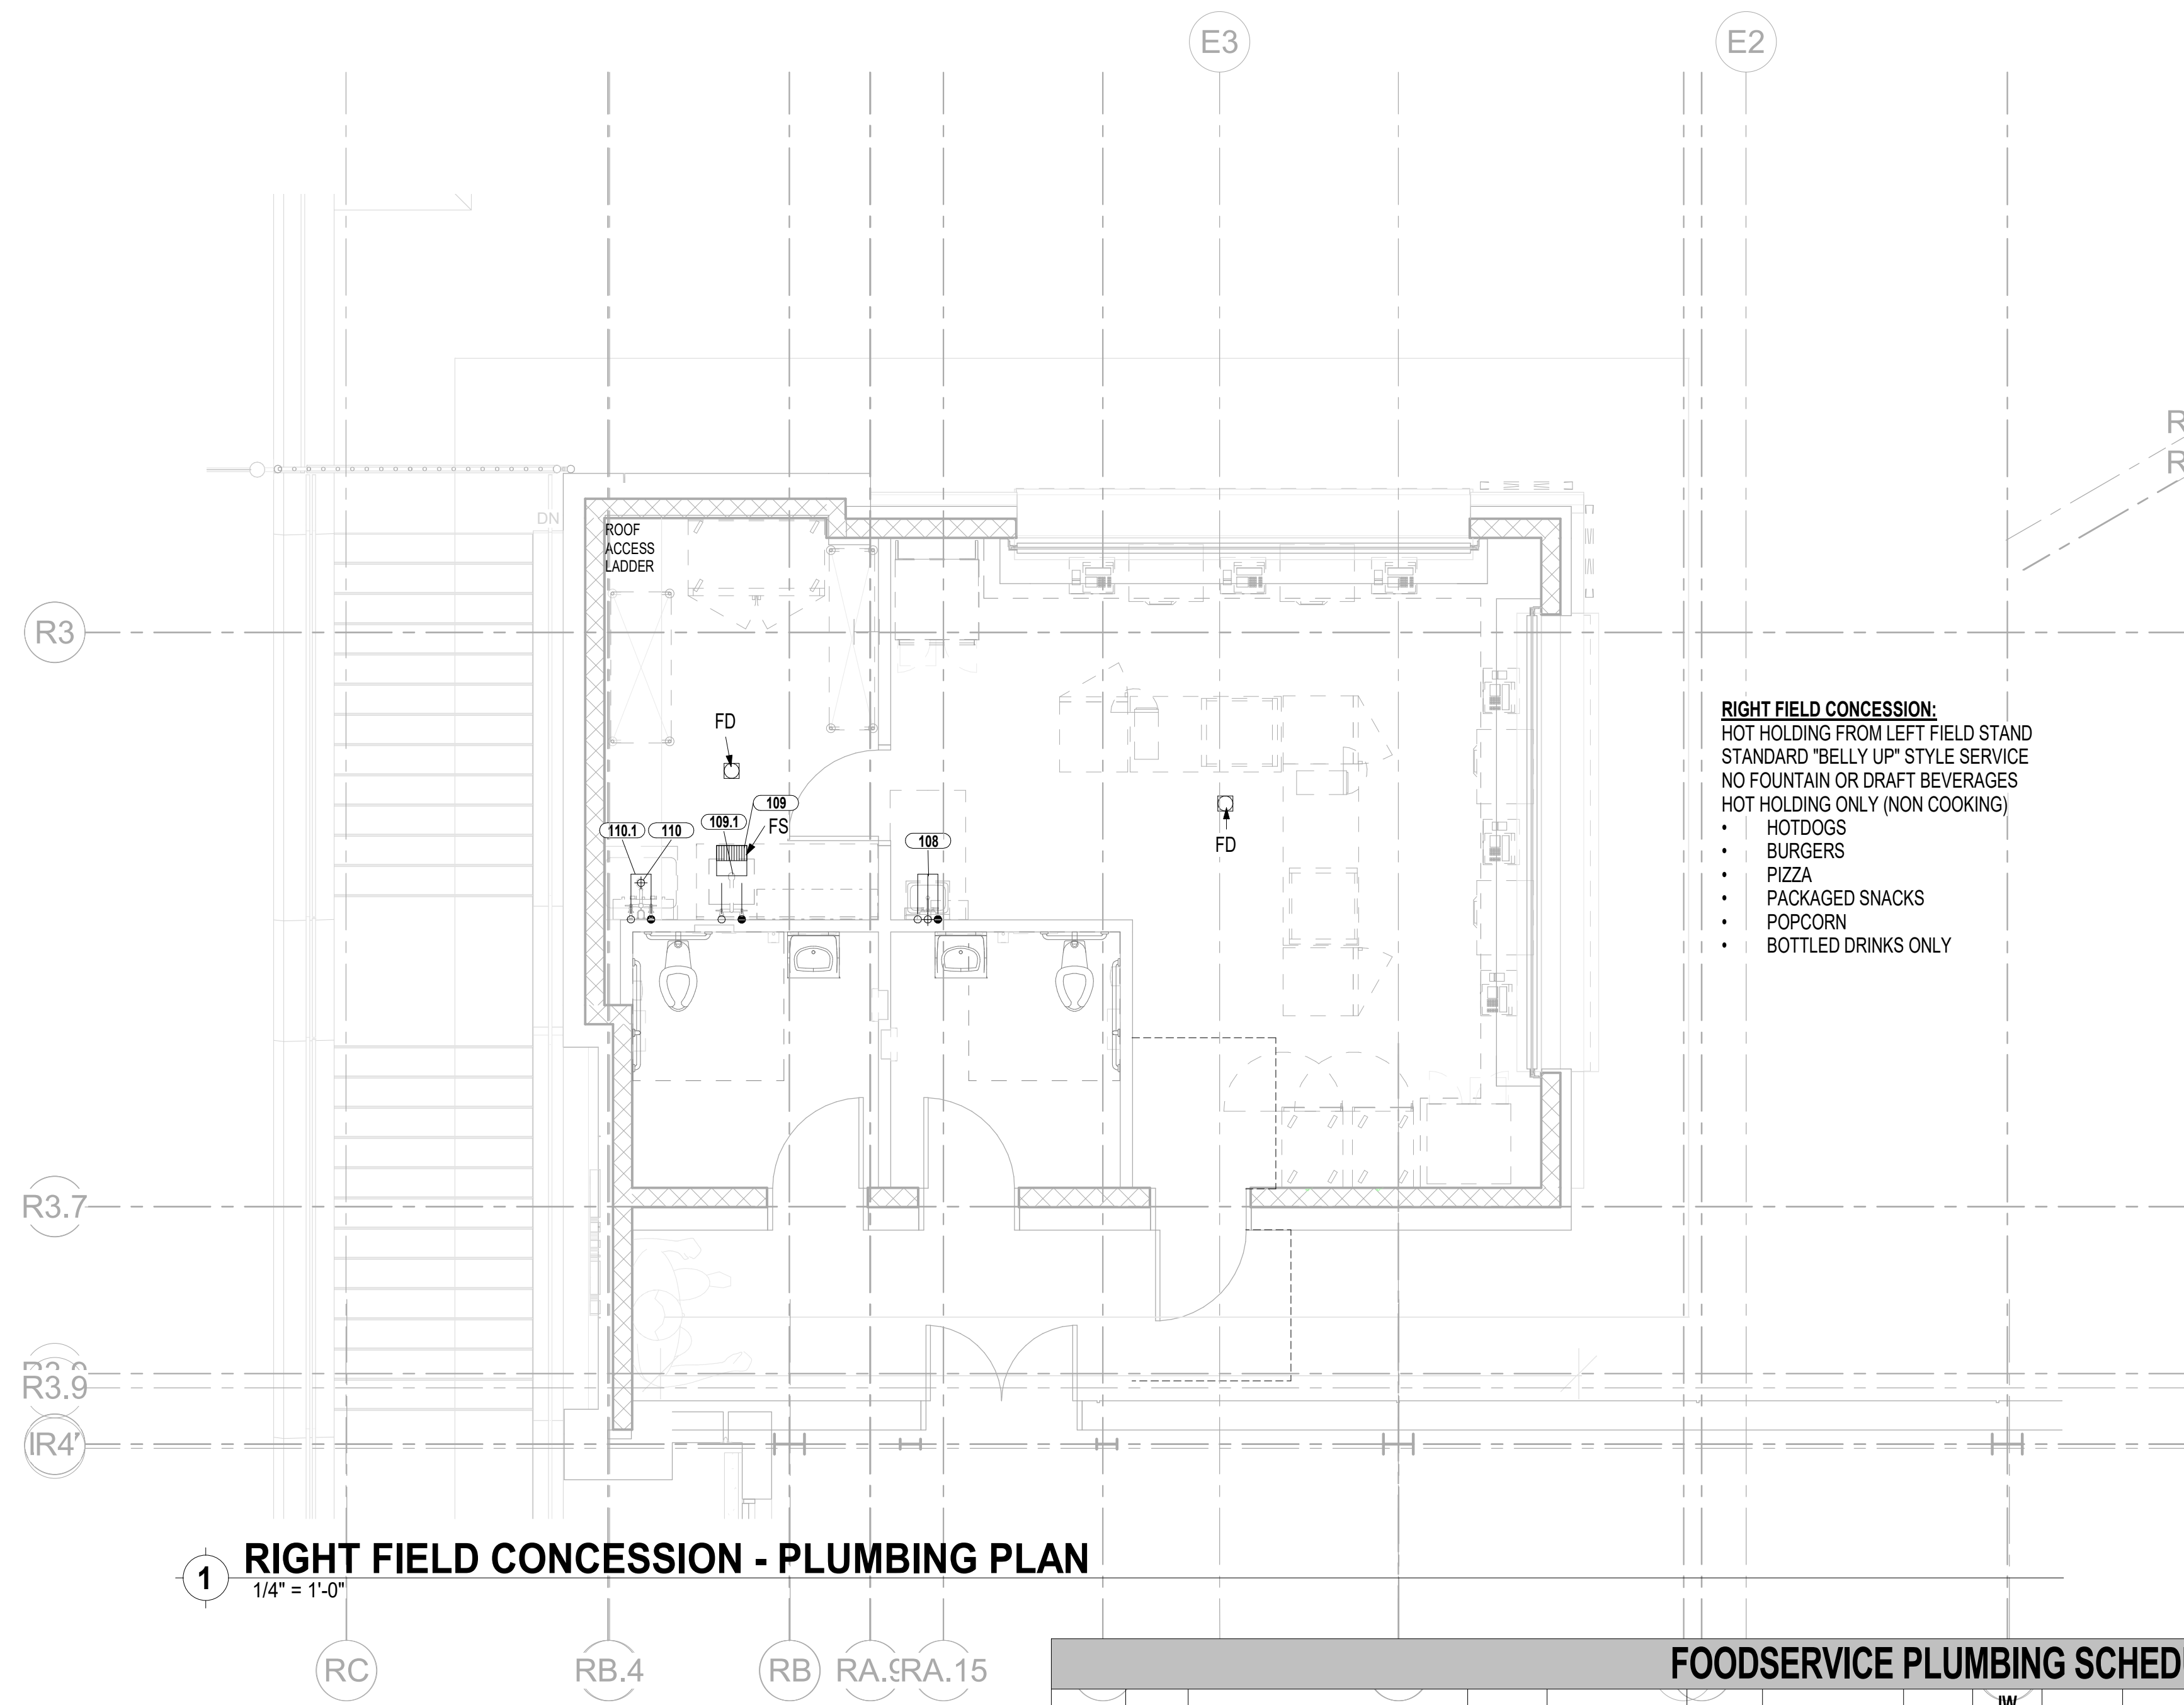 E3
E2
R
R
DN
ROOF
ACCESS
LADDER
R3
FD
109
110.1
110
109.1
FS
108
FD
RIGHT FIELD CONCESSION:
HOT HOLDING FROM LEFT FIELD STAND
STANDARD "BELLY UP" STYLE SERVICE
NO FOUNTAIN OR DRAFT BEVERAGES
HOT HOLDING ONLY (NON COOKING)
• HOTDOGS
• BURGERS
• PIZZA
• PACKAGED SNACKS
• POPCORN
• BOTTLED DRINKS ONLY
R3.7
R3.9
1
RIGHT FIELD CONCESSION - PLUMBING PLAN
1/4" = 1'-0"
RC
RB.4
RB
RA.9
RA.15
FOODSERVICE PLUMBING SCHED